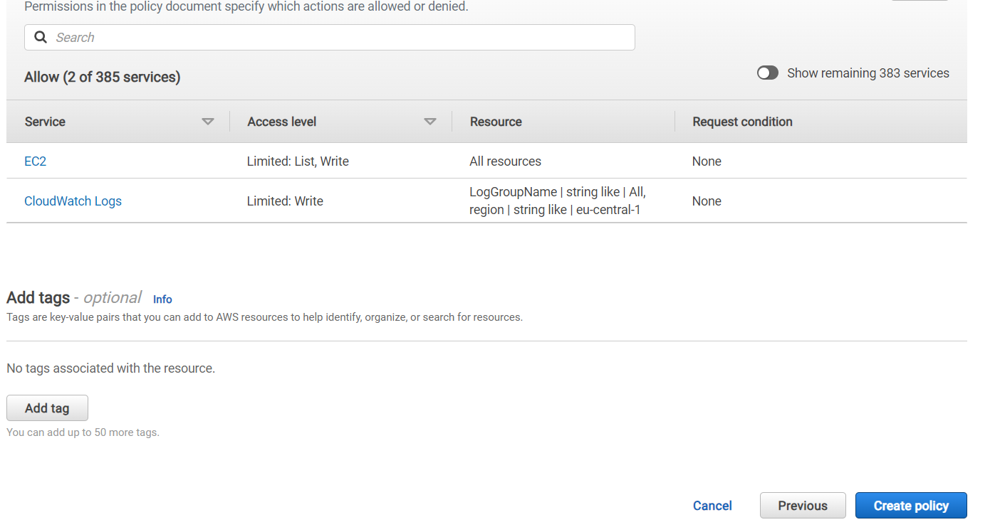 Permissions in the policy document specify which actions are allowed or denied.
Search
Allow (2 of 385 services)
Show remaining 383 services
Service
Access level
Resource
Request condition
EC2
Limited: List, Write
All resources
None
CloudWatch Logs
Limited: Write
LogGroupName | string like | All,
region | string like | eu-central-1
None
Add tags - optional Info
Tags are key-value pairs that you can add to AWS resources to help identify, organize, or search for resources.
No tags associated with the resource.
Add tag
You can add up to 50 more tags.
Cancel
Previous
Create policy